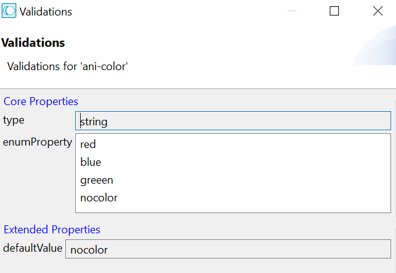 Validations
Validations
Validations for 'ani-color'
Core Properties
type string
enumProperty red
blue
greeen
nocolor
Extended Properties
defaultValue nocolor